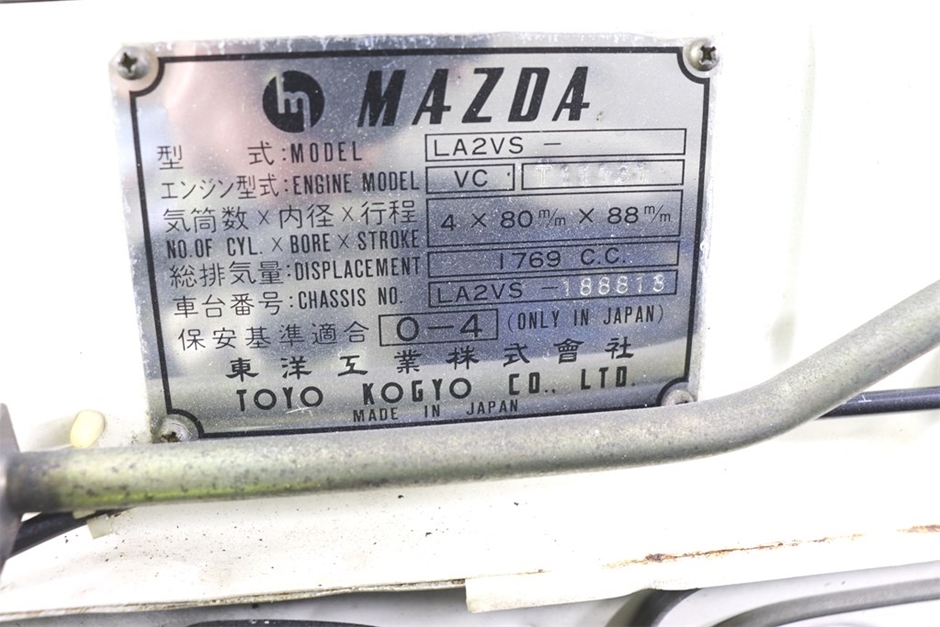 m MAZDA
型 式:MODEL LA2VS -
エンジン型式:ENGINE MODEL VC
気筒数×内径×行程 4 × 80 m/m × 88 m/m
NO.OF CYL.×BORE×STROKE
総排気量:DISPLACEMENT 1769 C.C.
車台番号:CHASSIS NO. LA2VS -188813
保安基準適合 O-4 (ONLY IN JAPAN)
東洋工業株式會社
TOYO KOGYO CO., LTD.
MADE IN JAPAN